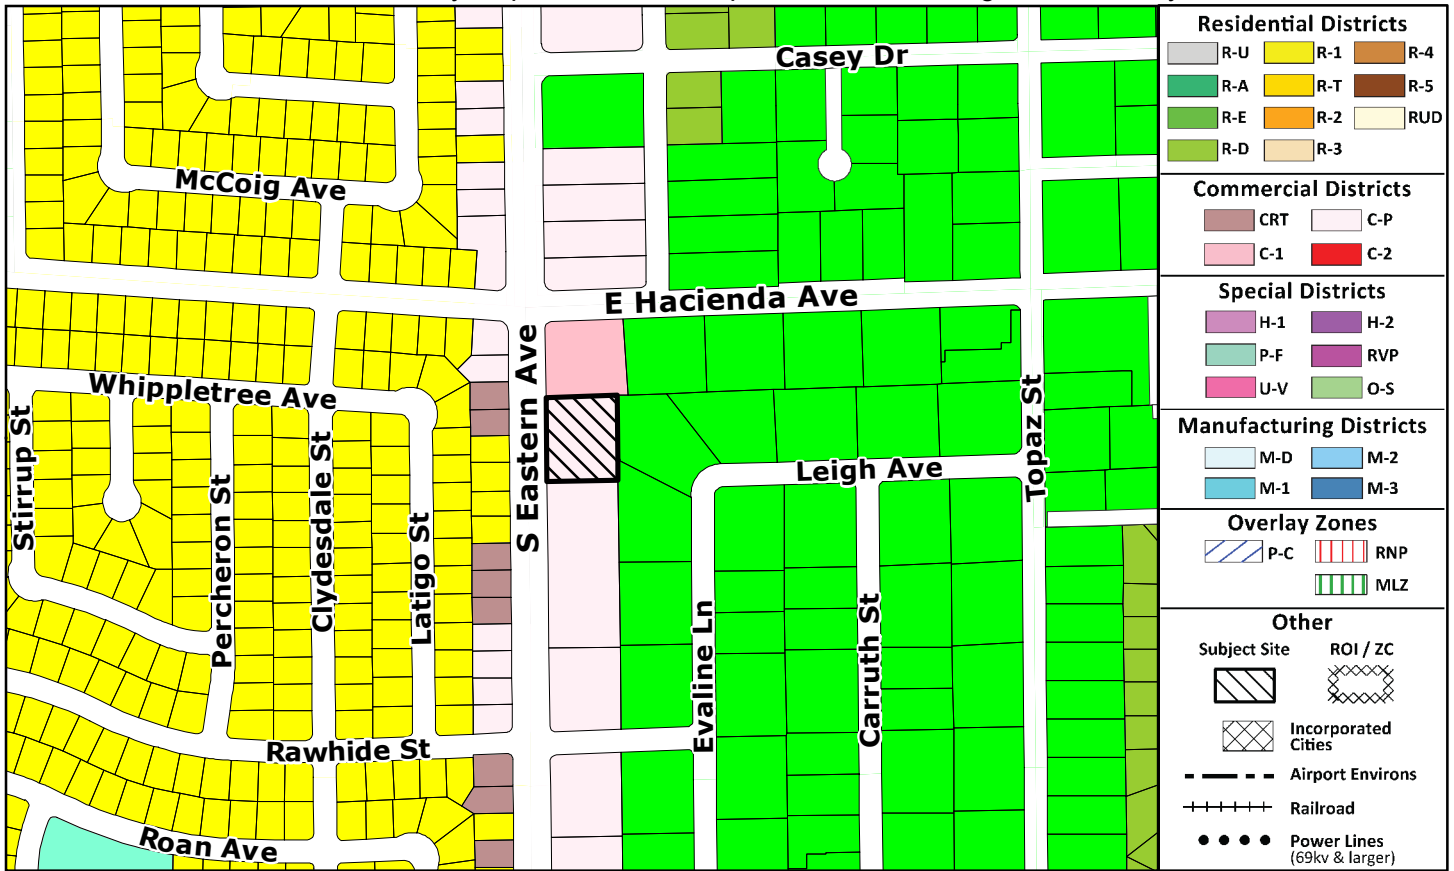 Casey Dr
McCoig Ave
E Hacienda Ave
S Eastern Ave
Whippletree Ave
Stirrup St
Percheron St
Clydesdale St
Latigo St
Topaz St
Leigh Ave
Evaline Ln
Carruth St
Rawhide St
Roan Ave
Residential Districts
R-U R-1 R-4
R-A R-T R-5
R-E R-2 RUD
R-D R-3
Commercial Districts
CRT C-P
C-1 C-2
Special Districts
H-1 H-2
P-F RVP
U-V O-S
Manufacturing Districts
M-D M-2
M-1 M-3
Overlay Zones
P-C RNP
MLZ
Other
Subject Site ROI / ZC
Incorporated
Cities
Airport Environs
Railroad
Power Lines
(69kv & larger)